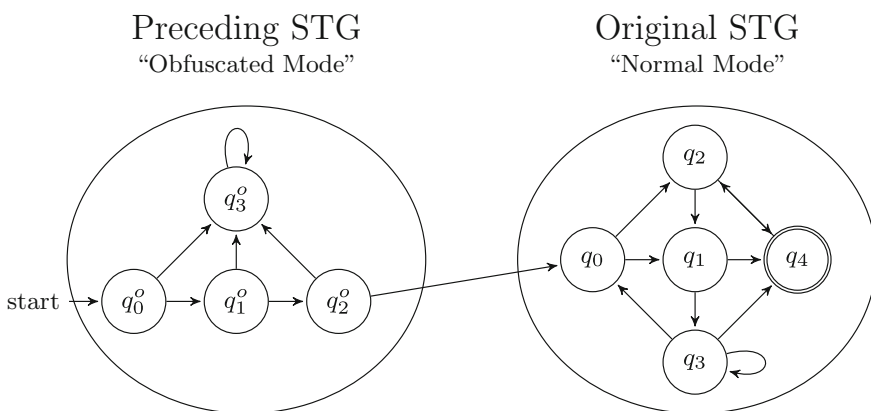 Preceding STG
“Obfuscated Mode”
Original STG
“Normal Mode”
q₃ᵒ
start
q₀ᵒ
q₁ᵒ
q₂ᵒ
q₂
q₀
q₁
q₄
q₃